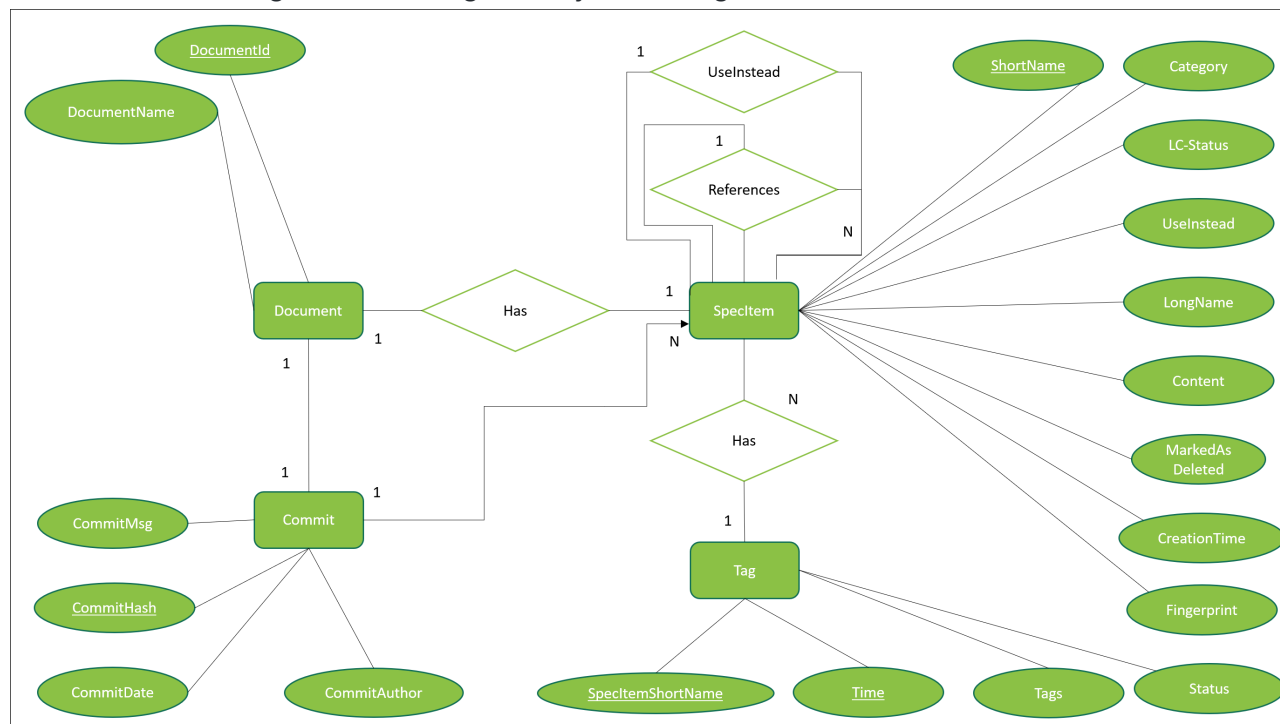 DocumentId
DocumentName
1
UseInstead
1
References
N
ShortName
Category
LC-Status
UseInstead
LongName
Content
MarkedAs
Deleted
CreationTime
Fingerprint
Document
1
Has
1
SpecItem
N
1
N
Has
1
1
1
Commit
CommitMsg
CommitHash
CommitDate
CommitAuthor
Tag
SpecItemShortName
Time
Tags
Status